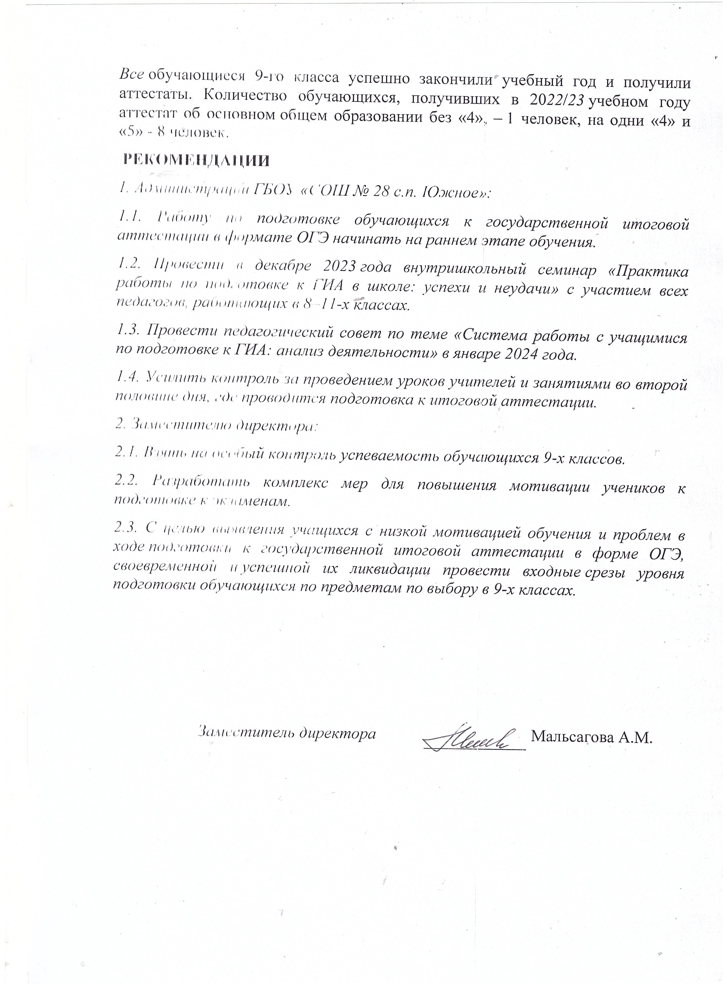 Все обучающиеся 9-го класса успешно закончили учебный год и получили
аттестаты. Количество обучающихся, получивших в 2022/23 учебном году
аттестат об основном общем образовании без «4», – 1 человек, на одни «4» и
«5» - 8 человек.
РЕКОМЕНДАЦИИ
1. Администрации ГБОУ «СОШ № 28 с.п. Южное»:
1.1. Работу по подготовке обучающихся к государственной итоговой
аттестации в формате ОГЭ начинать на раннем этапе обучения.
1.2. Провести в декабре 2023 года внутришкольный семинар «Практика
работы по подготовке к ГИА в школе: успехи и неудачи» с участием всех
педагогов, работающих в 8–11-х классах.
1.3. Провести педагогический совет по теме «Система работы с учащимися
по подготовке к ГИА: анализ деятельности» в январе 2024 года.
1.4. Усилить контроль за проведением уроков учителей и занятиями во второй
половине дня, где проводится подготовка к итоговой аттестации.
2. Заместителю директора:
2.1. Взять на особый контроль успеваемость обучающихся 9-х классов.
2.2. Разработать комплекс мер для повышения мотивации учеников к
подготовке к экзаменам.
2.3. С целью выявления учащихся с низкой мотивацией обучения и проблем в
ходе подготовки к государственной итоговой аттестации в форме ОГЭ,
своевременной и успешной их ликвидации провести входные срезы уровня
подготовки обучающихся по предметам по выбору в 9-х классах.
Заместитель директора Мальсагова А.М.